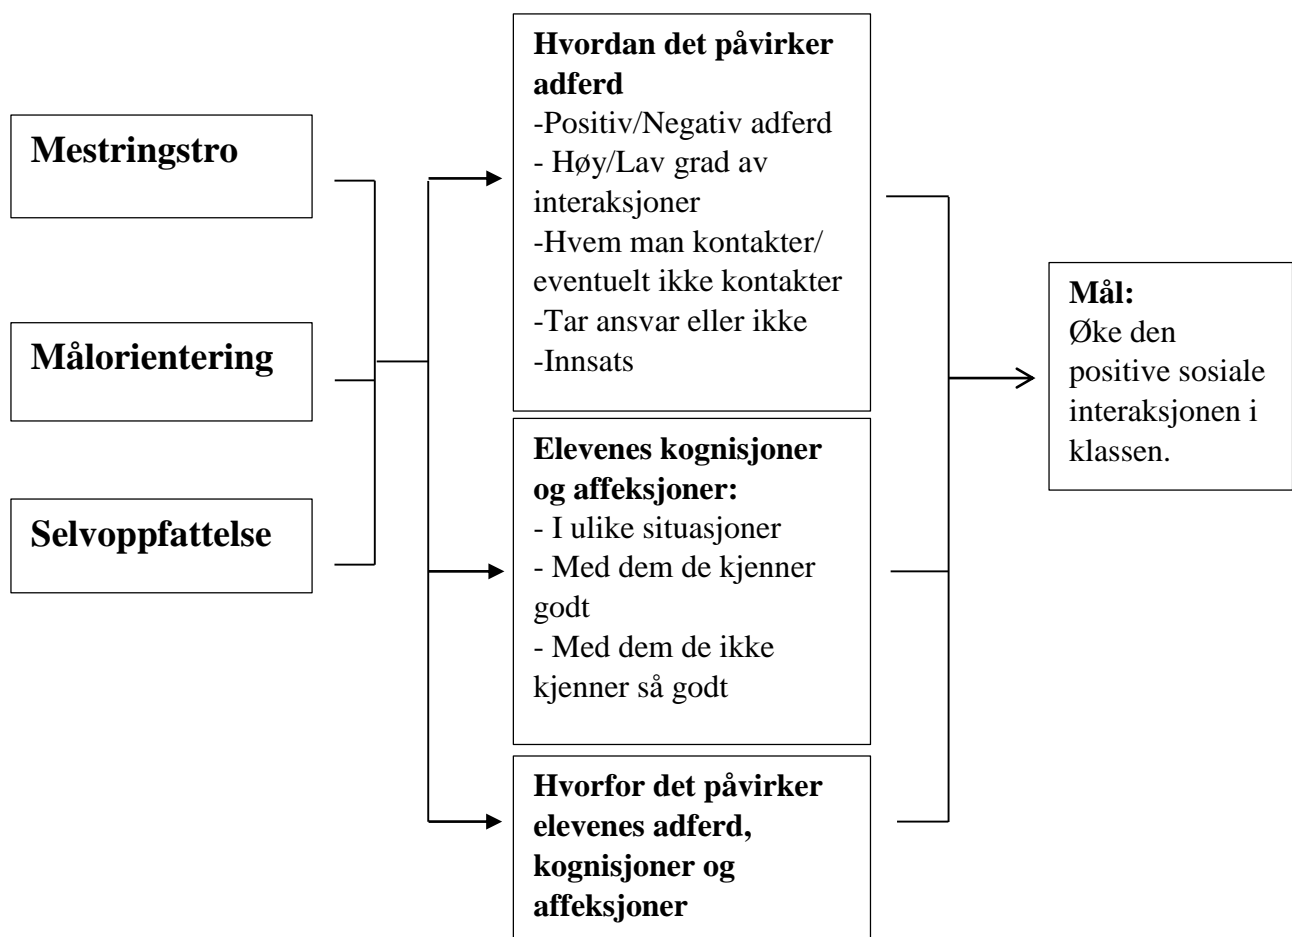 Mestringstro
Målorientering
Selvoppfattelse
Hvordan det påvirker
adferd
-Positiv/Negativ adferd
- Høy/Lav grad av
interaksjoner
-Hvem man kontakter/
eventuelt ikke kontakter
-Tar ansvar eller ikke
-Innsats
Elevenes kognisjoner
og affeksjoner:
- I ulike situasjoner
- Med dem de kjenner
godt
- Med dem de ikke
kjenner så godt
Hvorfor det påvirker
elevenes adferd,
kognisjoner og
affeksjoner
Mål:
Øke den
positive sosiale
interaksjonen i
klassen.